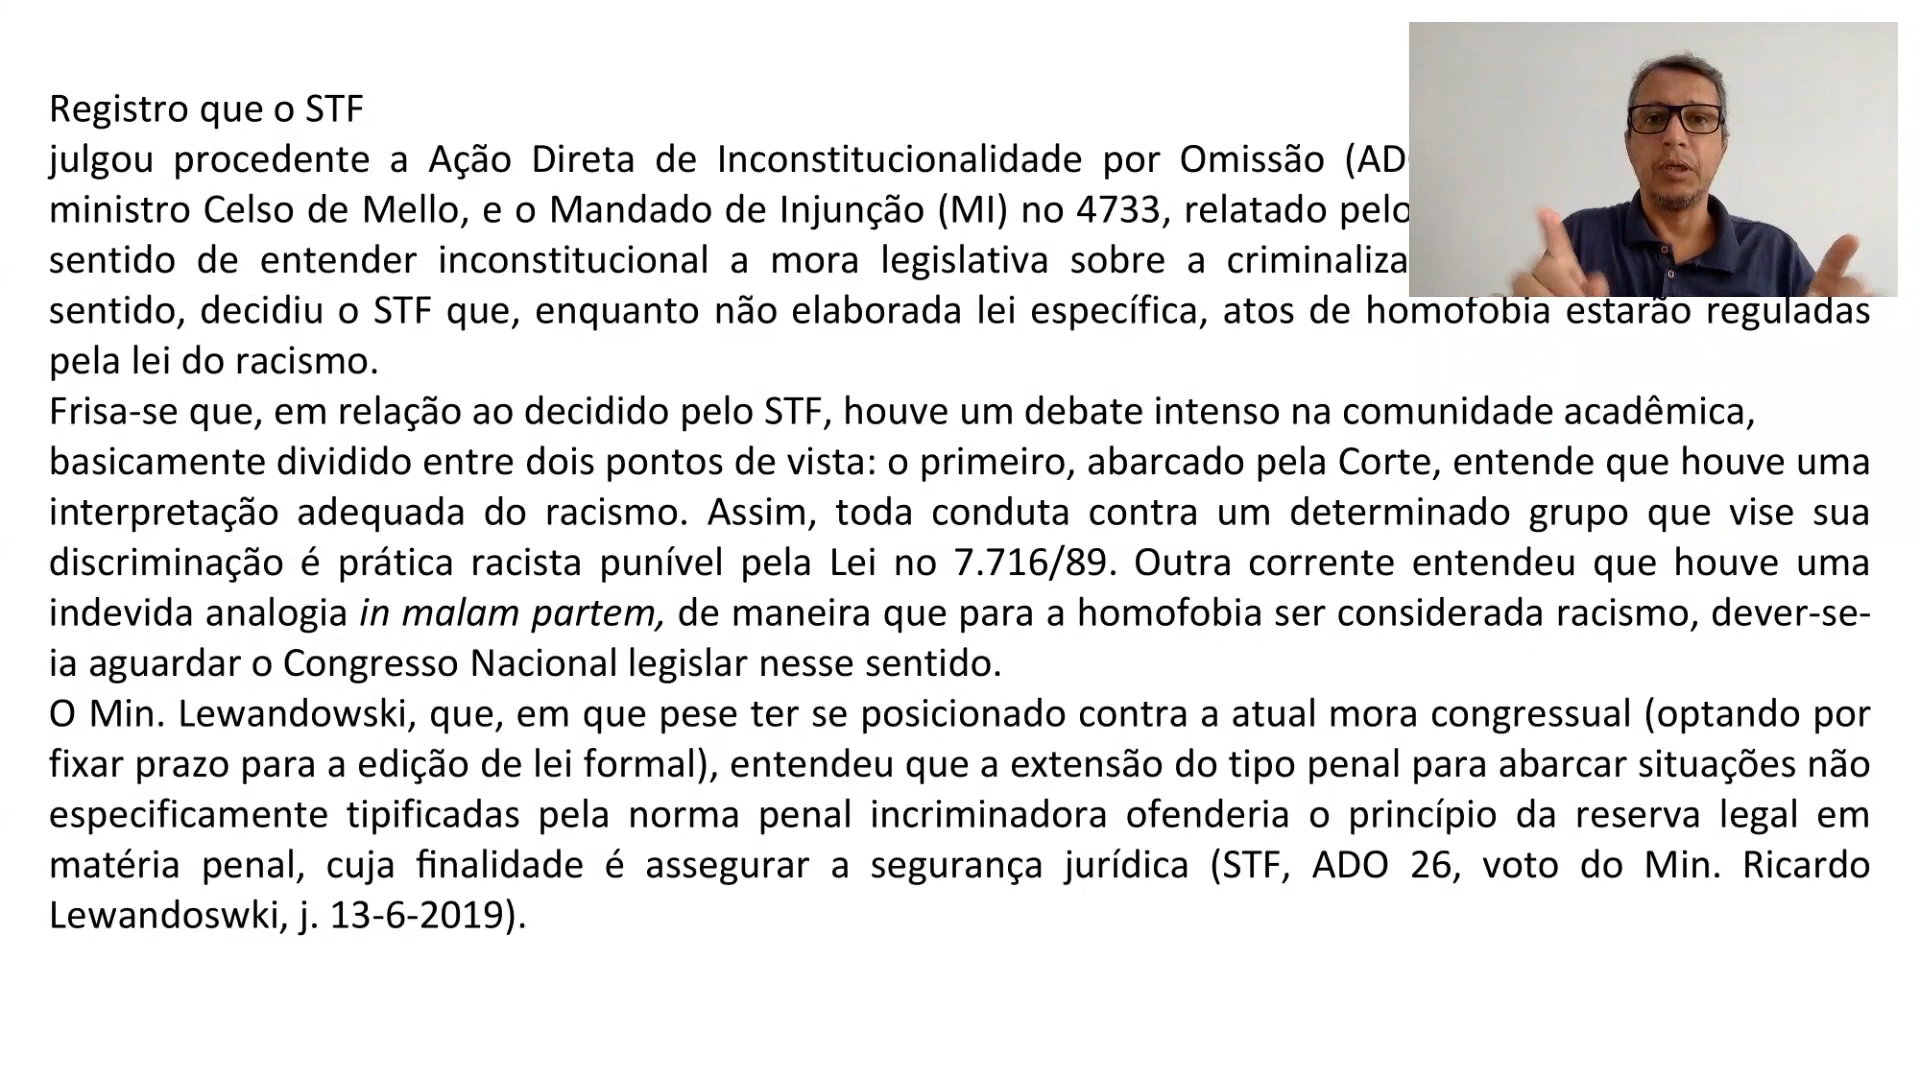 Registro que o STF
julgou procedente a Ação Direta de Inconstitucionalidade por Omissão
ministro Celso de Mello, e o Mandado de Injunção (MI) no 4733, relatado pelo
sentido de entender inconstitucional a mora legislativa sobre a
sentido, decidiu o STF que, enquanto não elaborada lei específica, atos de homofobia estarão reguladas
pela lei do racismo.
Frisa-se que, em relação ao decidido pelo STF, houve um debate intenso na comunidade acadêmica,
basicamente dividido entre dois pontos de vista: o primeiro, abarcado pela Corte, entende que houve uma
interpretação adequada do racismo. Assim, toda conduta contra um determinado grupo que vise sua
discriminação é prática racista punível pela Lei no 7.716/89. Outra corrente entendeu que houve uma
indevida analogia in malam partem, de maneira que para a homofobia ser considerada racismo, dever-se-
ia aguardar o Congresso Nacional legislar nesse sentido.
O Min. Lewandowski, que, em que pese ter se posicionado contra a atual mora congressual (optando por
fixar prazo para a edição de lei formal), entendeu que a extensão do tipo penal para abarcar situações não
especificamente tipificadas pela norma penal incriminadora ofenderia o princípio da reserva legal em
matéria penal, cuja finalidade é assegurar a segurança jurídica (STF, ADO 26, voto do Min. Ricardo
Lewandoswki, j. 13-6-2019).